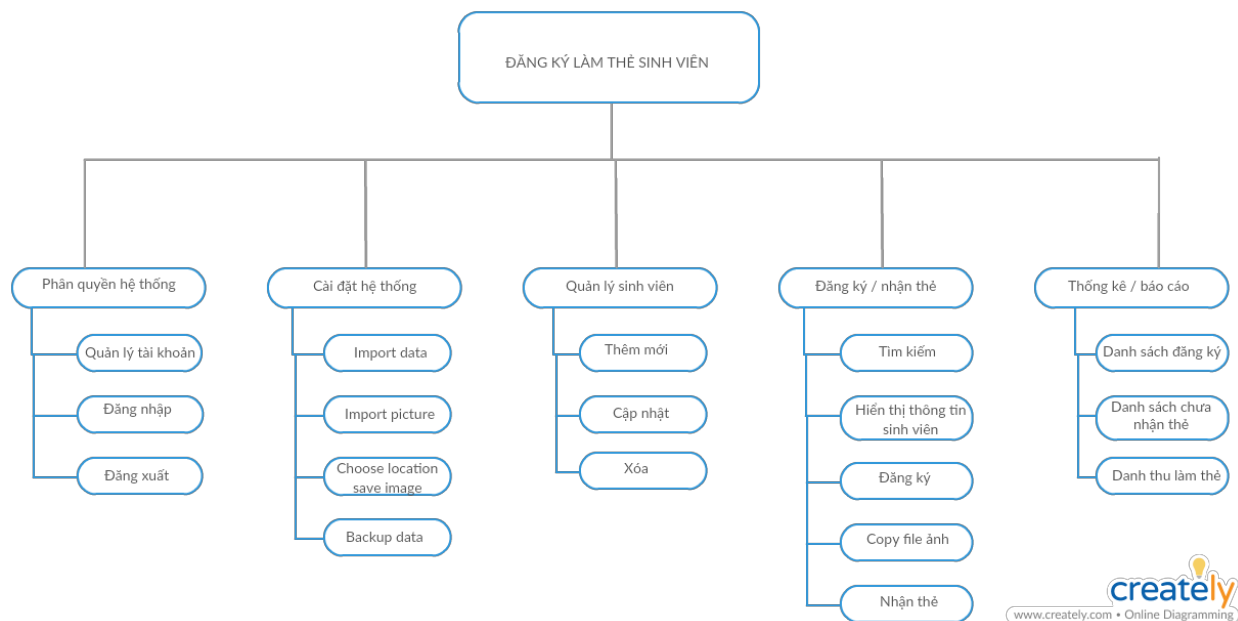 ĐĂNG KÝ LÀM THẺ SINH VIÊN
Phân quyền hệ thống
Quản lý tài khoản
Đăng nhập
Đăng xuất
Cài đặt hệ thống
Import data
Import picture
Choose location
save image
Backup data
Quản lý sinh viên
Thêm mới
Cập nhật
Xóa
Đăng ký / nhận thẻ
Tìm kiếm
Hiển thị thông tin
sinh viên
Đăng ký
Copy file ảnh
Nhận thẻ
Thống kê / báo cáo
Danh sách đăng ký
Danh sách chưa
nhận thẻ
Danh thu làm thẻ
creately
www.creately.com • Online Diagramming